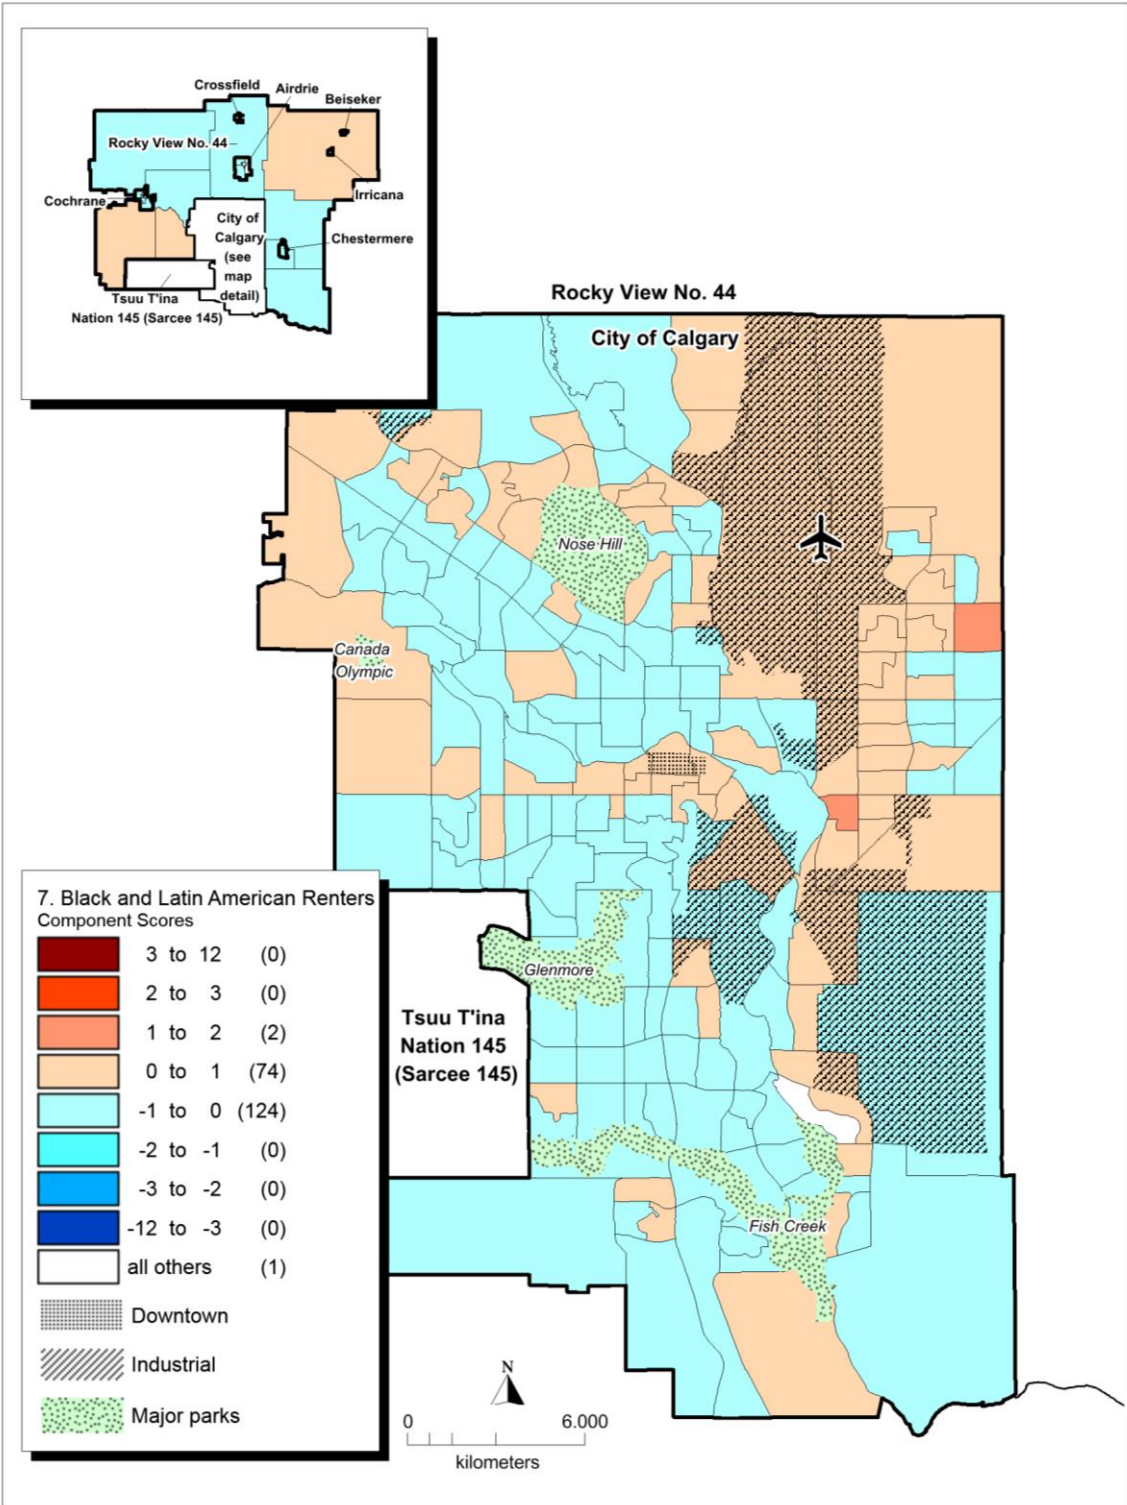 Crossfield
Airdrie
Beiseker
Rocky View No. 44
Cochrane
Irricana
City of
Calgary
(see
map
detail)
Chestermere
Tsuu T'ina
Nation 145 (Sarcee 145)
Rocky View No. 44
City of Calgary
Nose Hill
Canada
Olympic
Glenmore
Tsuu T'ina
Nation 145
(Sarcee 145)
Fish Creek
7. Black and Latin American Renters
Component Scores
3 to 12 (0)
2 to 3 (0)
1 to 2 (2)
0 to 1 (74)
-1 to 0 (124)
-2 to -1 (0)
-3 to -2 (0)
-12 to -3 (0)
all others (1)
Downtown
Industrial
Major parks
N
0 6.000
kilometers